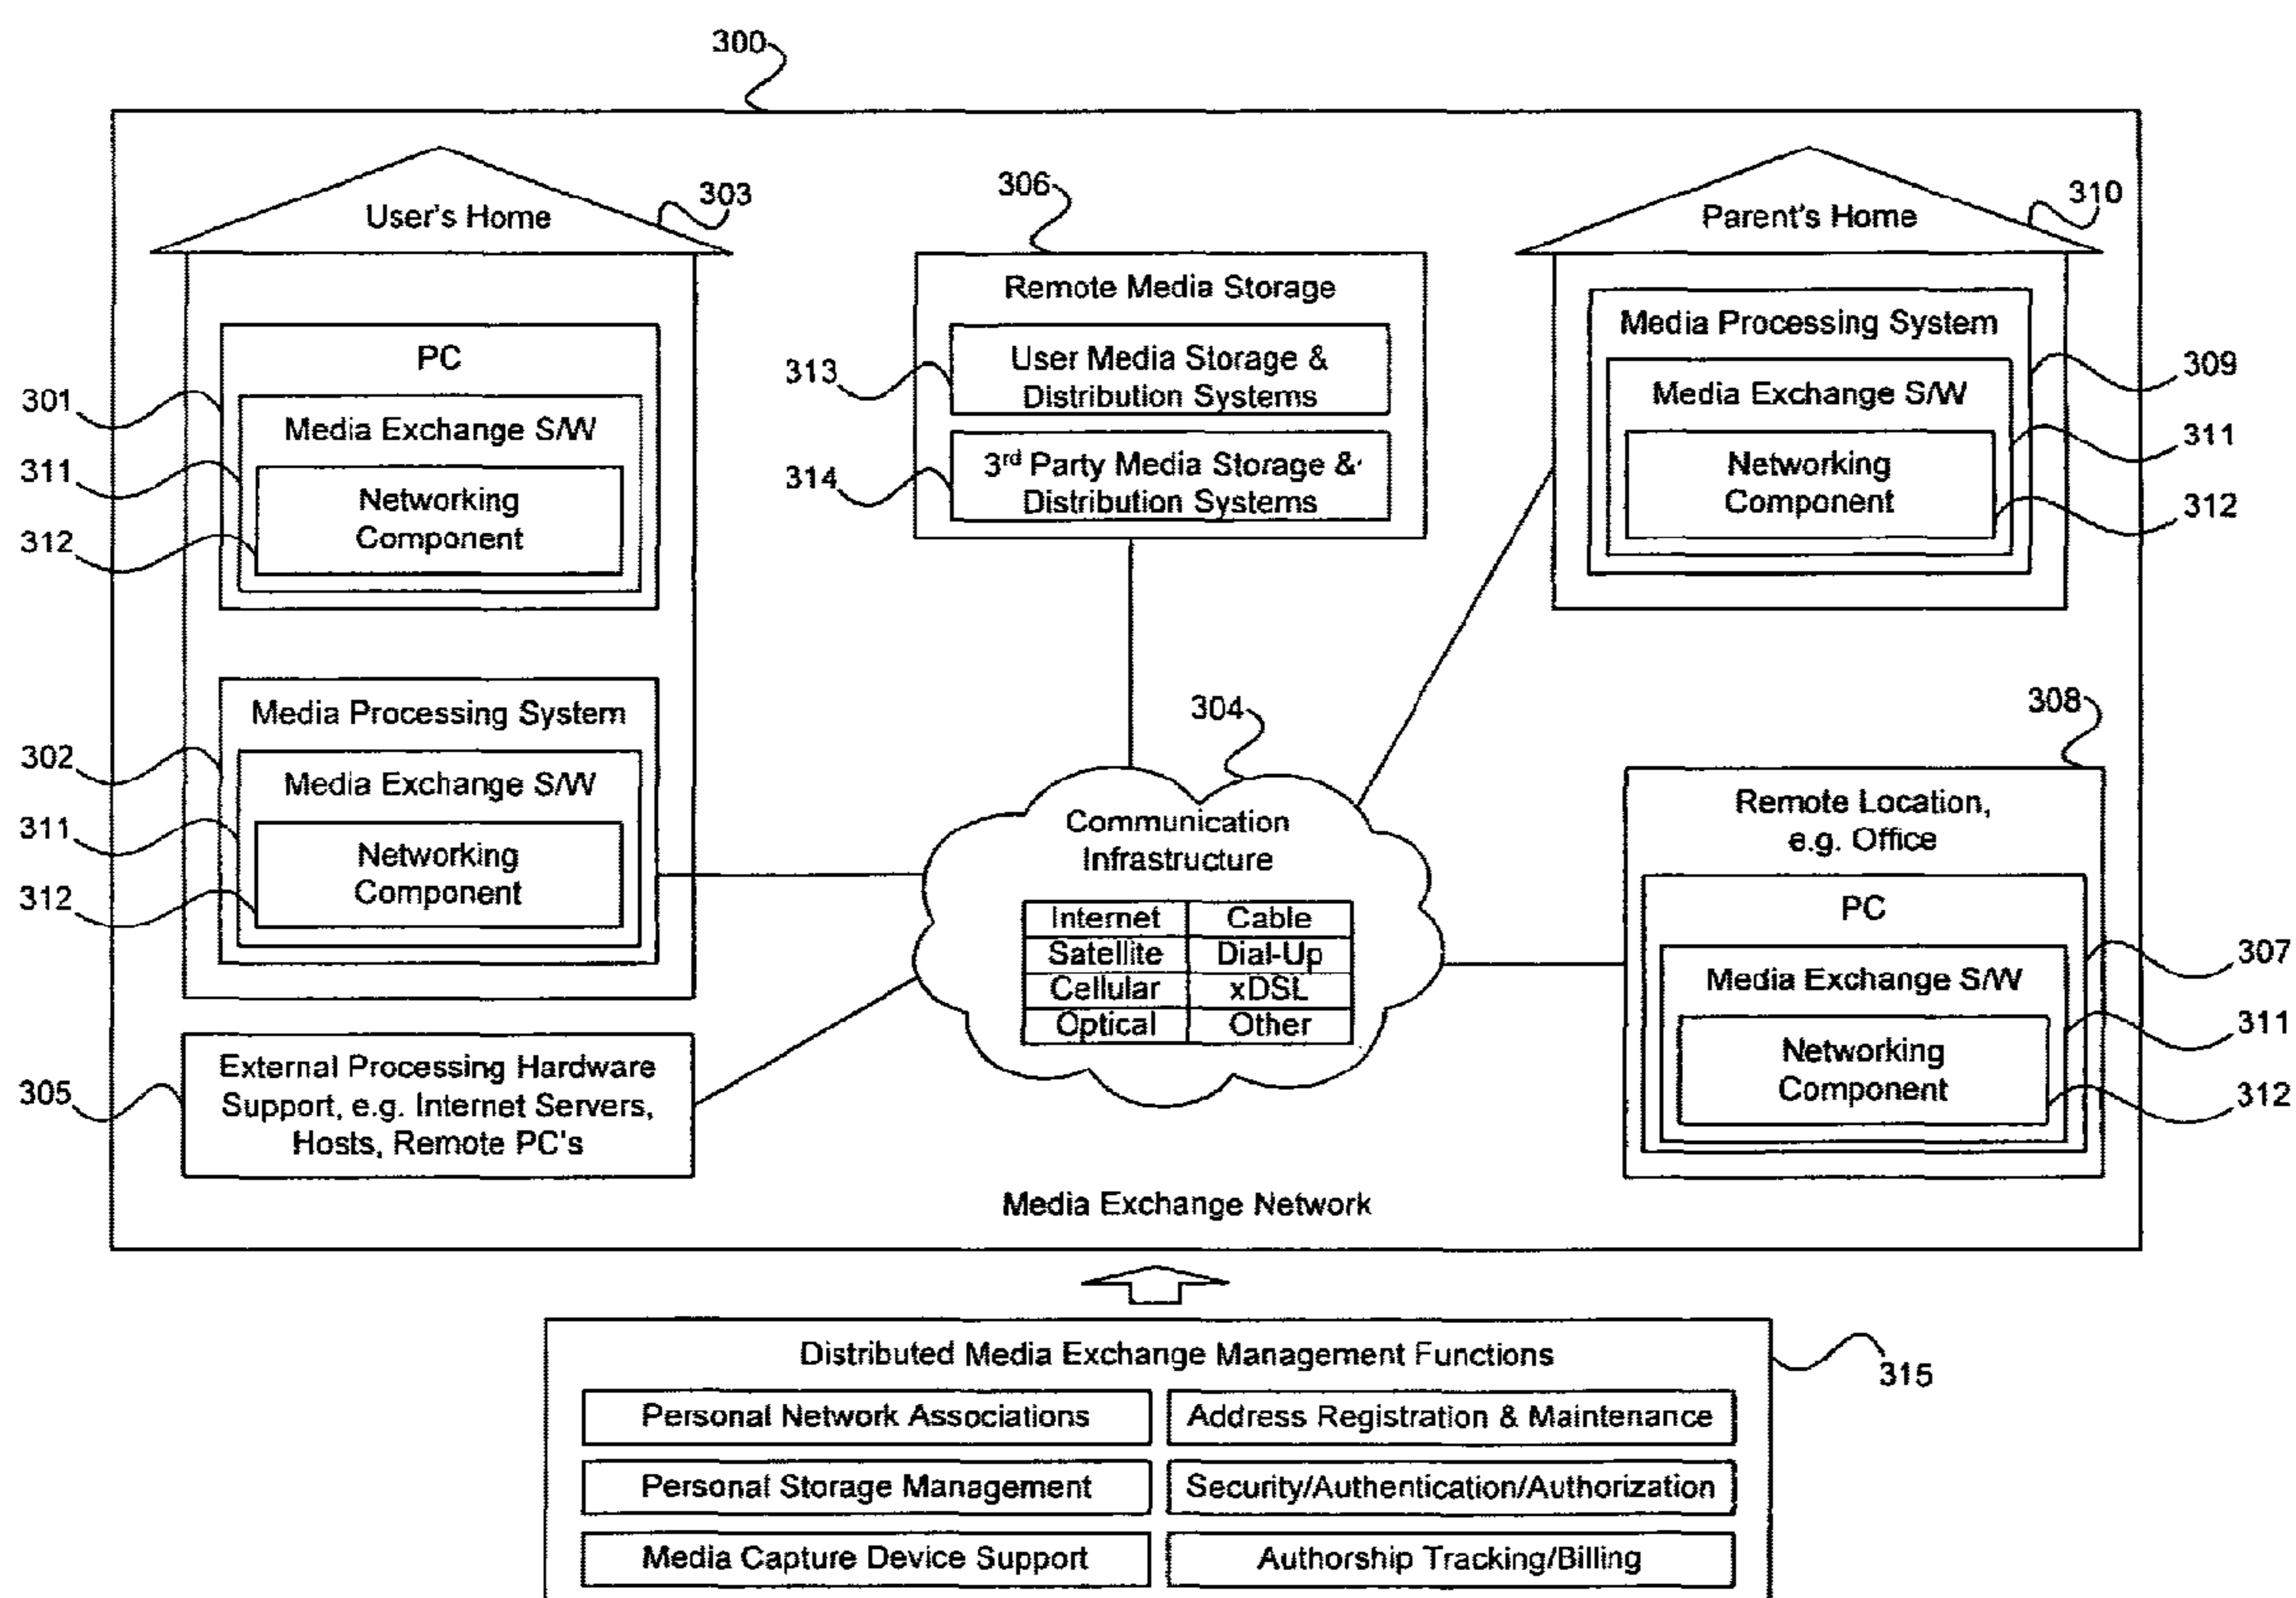 300
303
User's Home
306
310
Parent's Home
Remote Media Storage
313
User Media Storage &
Distribution Systems
314
3rd Party Media Storage &
Distribution Systems
PC
301
Media Exchange S/W
311
Networking
Component
312
Media Processing System
309
Media Exchange S/W
311
Networking
Component
312
Media Processing System
302
Media Exchange S/W
311
Networking
Component
312
304
Communication
Infrastructure
Internet Cable
Satellite Dial-Up
Cellular xDSL
Optical Other
308
Remote Location,
e.g. Office
PC
307
Media Exchange S/W
311
Networking
Component
312
305
External Processing Hardware
Support, e.g. Internet Servers,
Hosts, Remote PC's
Media Exchange Network
Distributed Media Exchange Management Functions
315
Personal Network Associations
Address Registration & Maintenance
Personal Storage Management
Security/Authentication/Authorization
Media Capture Device Support
Authorship Tracking/Billing